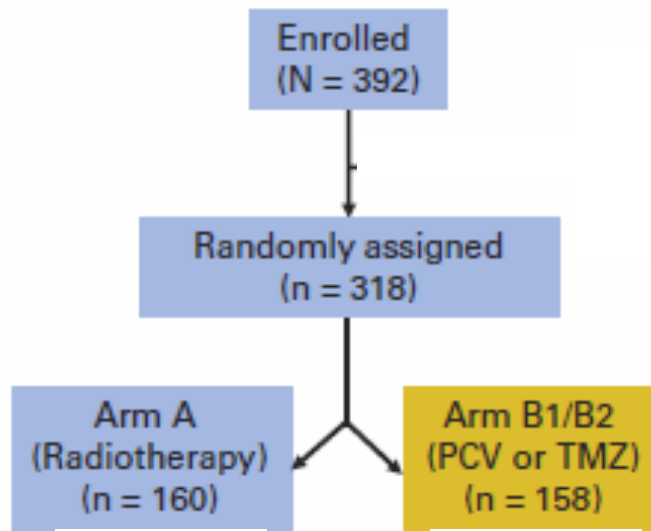 Enrolled
(N = 392)
Randomly assigned
(n = 318)
Arm A
(Radiotherapy)
(n = 160)
Arm B1/B2
(PCV or TMZ)
(n = 158)